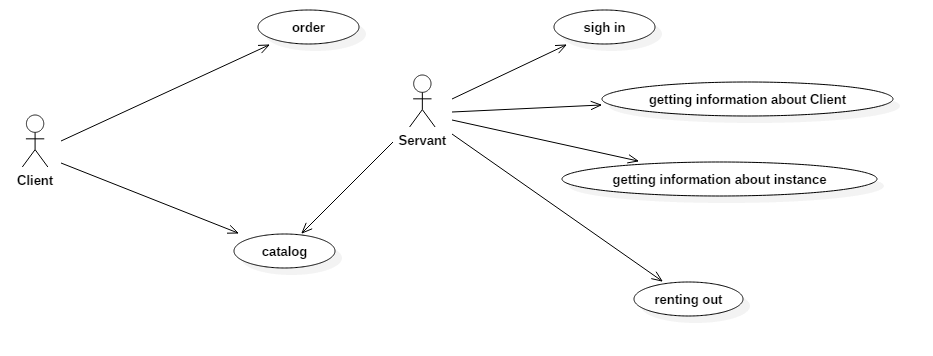 order
sigh in
getting information about Client
Servant
Client
getting information about instance
catalog
renting out